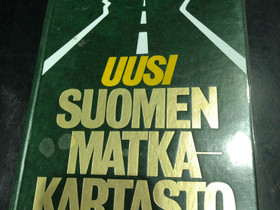 UUSI
SUOMEN
MATKA-
KARTASTO